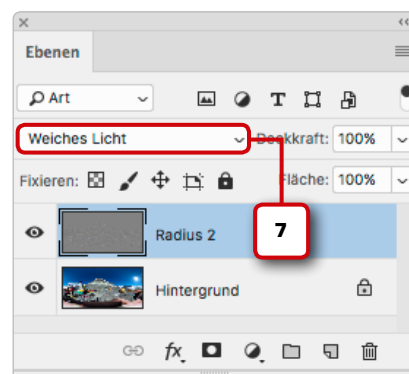 Ebenen
Art
Weiches Licht Deckkraft: 100%
Fixieren: Fläche: 100%
7
Radius 2
Hintergrund
fx